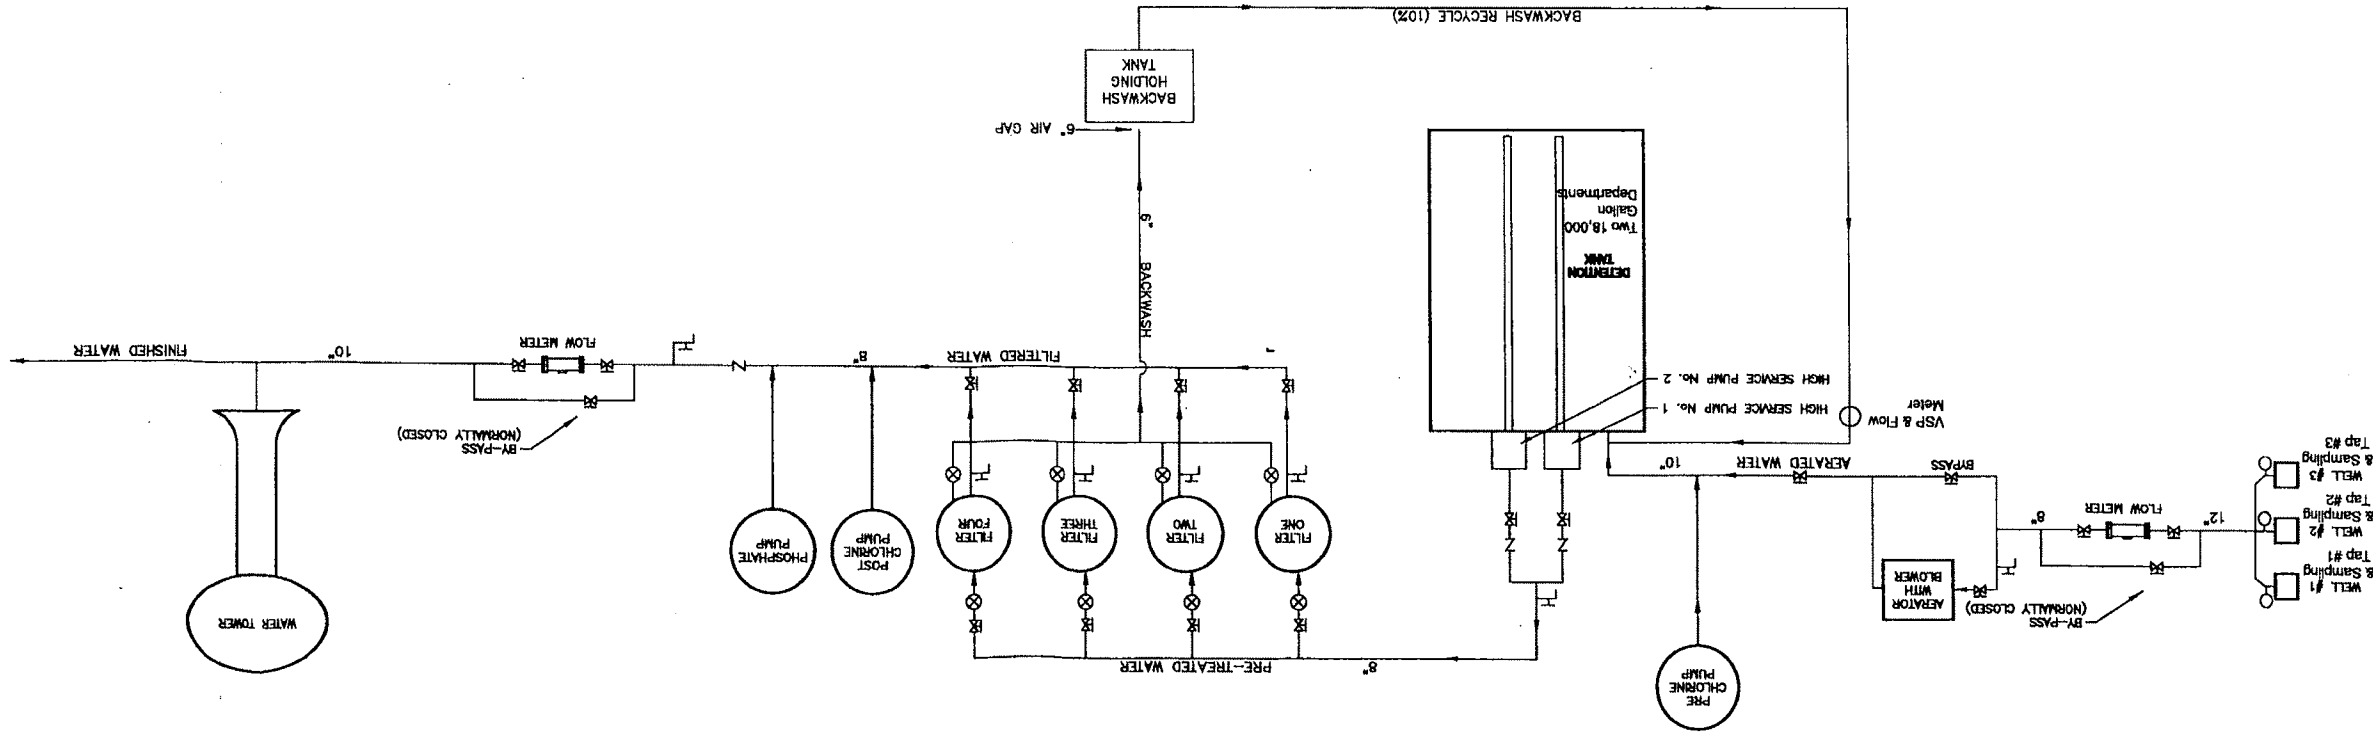 WELL #1
& Sampling
Tap #1
WELL #2
& Sampling
Tap #2
WELL #3
& Sampling
Tap #3
12"
FLOW METER
8"
BY-PASS
(NORMALLY CLOSED)
AERATOR
WITH
BLOWER
BYPASS
PRE
CHLORINE
PUMP
AERATED WATER
10"
VSP & Flow
Meter
HIGH SERVICE PUMP No. 1
HIGH SERVICE PUMP No. 2
DETENTION
TANK
Two 18,000
Gallon
Departments
8"
PRE-TREATED WATER
FILTER
ONE
FILTER
TWO
FILTER
THREE
FILTER
FOUR
BACKWASH
6"
6" AIR GAP
BACKWASH
HOLDING
TANK
BACKWASH RECYCLE (10%)
FILTERED WATER
8"
POST
CHLORINE
PUMP
PHOSPHATE
PUMP
BY-PASS
(NORMALLY CLOSED)
FLOW METER
10"
WATER TOWER
FINISHED WATER